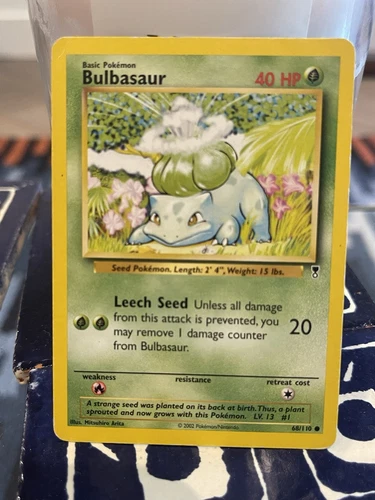 Basic Pokémon
Bulbasaur 40 HP
Seed Pokémon. Length: 2' 4", Weight: 15 lbs.
Leech Seed Unless all damage
from this attack is prevented, you
may remove 1 damage counter
from Bulbasaur.
20
weakness resistance retreat cost
A strange seed was planted on its back at birth. Thus, a plant
sprouted and now grows with this Pokémon. LV. 13 #1
Illus. Mitsuhiro Arita © 2002 Pokémon/Nintendo. 68/110